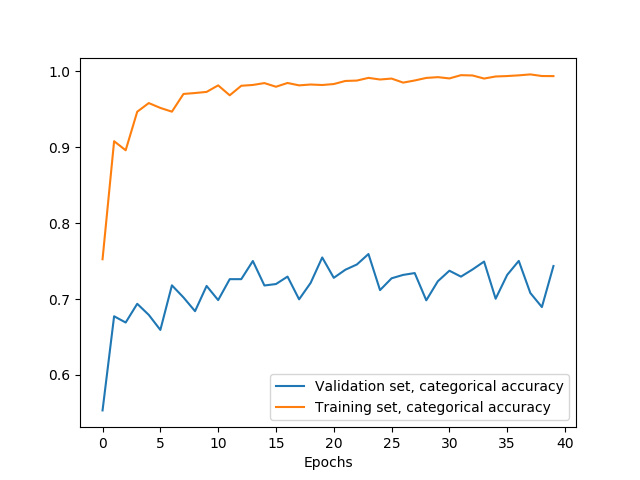 1.0
0.9
0.8
0.7
0.6
Validation set, categorical accuracy
Training set, categorical accuracy
0 5 10 15 20 25 30 35 40
Epochs